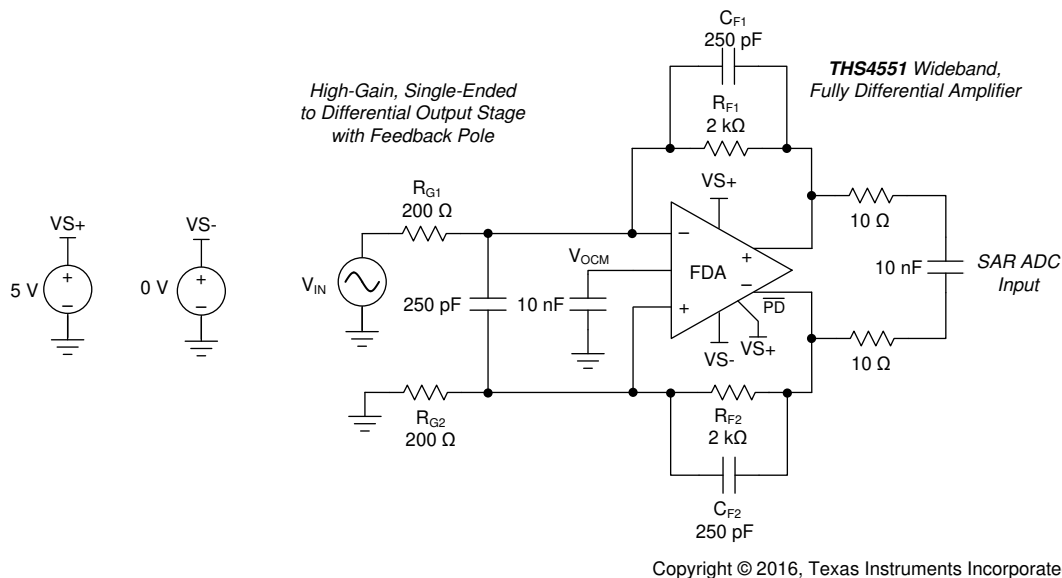 CF1
250 pF
THS4551 Wideband,
Fully Differential Amplifier
High-Gain, Single-Ended
to Differential Output Stage
with Feedback Pole
RF1
2 kΩ
RG1
200 Ω
VS+
VS+
VS-
10 Ω
5 V
+
−
0 V
+
−
VIN
250 pF
VOCM
10 nF
−
+
FDA
+
−
PD
VS-
VS+
10 nF
SAR ADC
Input
10 Ω
RG2
200 Ω
RF2
2 kΩ
CF2
250 pF
Copyright © 2016, Texas Instruments Incorporate